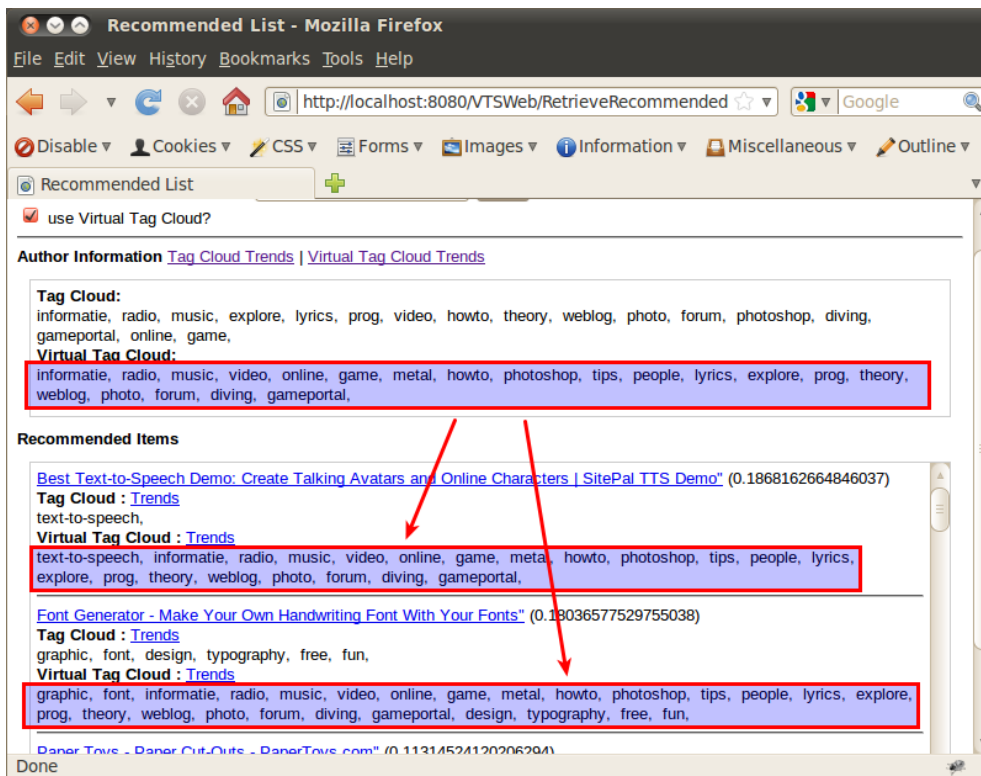 Recommended List - Mozilla Firefox
File Edit View History Bookmarks Tools Help
http://localhost:8080/VTSWeb/RetrieveRecommended Google
Disable Cookies CSS Forms Images Information Miscellaneous Outline
Recommended List
use Virtual Tag Cloud?
Author Information Tag Cloud Trends | Virtual Tag Cloud Trends
Tag Cloud:
informatie, radio, music, explore, lyrics, prog, video, howto, theory, weblog, photo, forum, photoshop, diving,
gameportal, online, game,
Virtual Tag Cloud:
informatie, radio, music, video, online, game, metal, howto, photoshop, tips, people, lyrics, explore, prog, theory,
weblog, photo, forum, diving, gameportal,
Recommended Items
Best Text-to-Speech Demo: Create Talking Avatars and Online Characters | SitePal TTS Demo" (0.1868162664846037)
Tag Cloud : Trends
text-to-speech,
Virtual Tag Cloud : Trends
text-to-speech, informatie, radio, music, video, online, game, metal, howto, photoshop, tips, people, lyrics,
explore, prog, theory, weblog, photo, forum, diving, gameportal,
Font Generator - Make Your Own Handwriting Font With Your Fonts" (0.18036577529755038)
Tag Cloud : Trends
graphic, font, design, typography, free, fun,
Virtual Tag Cloud : Trends
graphic, font, informatie, radio, music, video, online, game, metal, howto, photoshop, tips, people, lyrics, explore,
prog, theory, weblog, photo, forum, diving, gameportal, design, typography, free, fun,
Paper Toys - Paper Cut-Outs - PaperToys.com" (0.11314524120206294)
Done